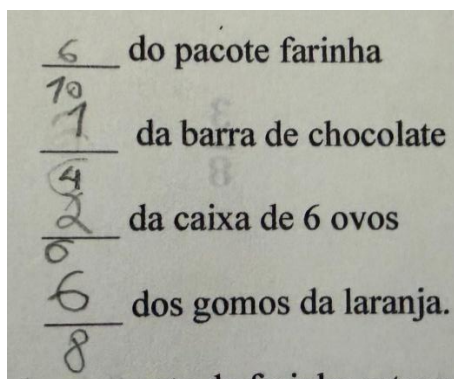 6/10 do pacote farinha
1/4 da barra de chocolate
2/6 da caixa de 6 ovos
6/8 dos gomos da laranja.